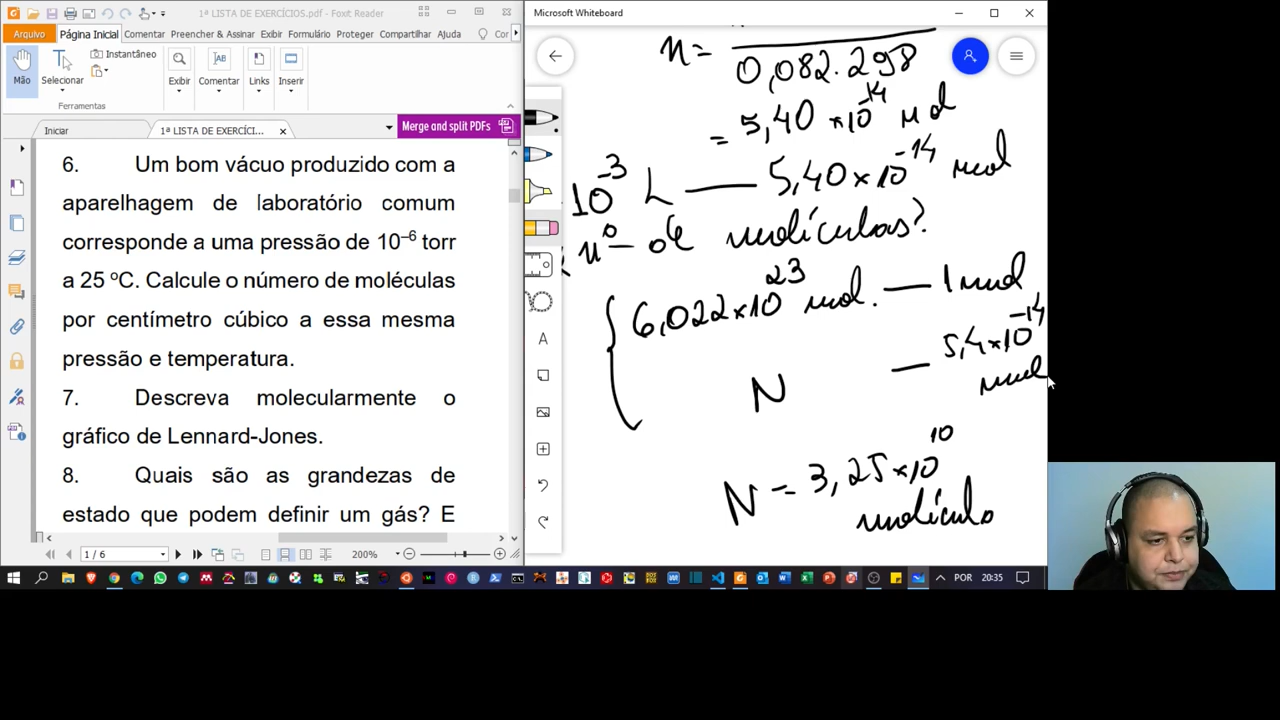 1ª LISTA DE EXERCÍCIOS.pdf - Foxit Reader
Arquivo Página Inicial Comentar Preencher & Assinar Exibir Formulário Proteger Compartilhar Ajuda Co
Mão
Selecionar
Instantâneo
Exibir
Comentar
Links
Inserir
Ferramentas
Iniciar
1ª LISTA DE EXERCÍCI...
Merge and split PDFs
6. Um bom vácuo produzido com a
aparelhagem de laboratório comum
corresponde a uma pressão de 10⁻⁶ torr
a 25 ºC. Calcule o número de moléculas
por centímetro cúbico a essa mesma
pressão e temperatura.
7. Descreva molecularmente o
gráfico de Lennard-Jones.
8. Quais são as grandezas de
estado que podem definir um gás? E
1 / 6
200%
Microsoft Whiteboard
n =
0,082.298
= 5,40 × 10⁻¹⁴ mol
10⁻³ L — 5,40 × 10⁻¹⁴ mol
nº de moléculas?
6,022 × 10²³ mol. — 1 mol
N — 5,4 × 10⁻¹⁴
mol
N = 3,25 × 10¹⁰
molécula
POR 20:35